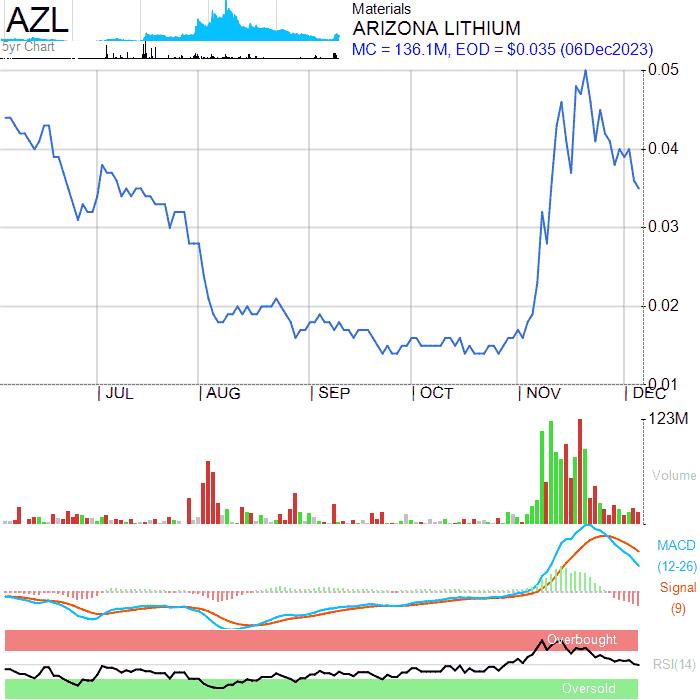 AZL
5yr Chart
Materials
ARIZONA LITHIUM
MC = 136.1M, EOD = $0.035 (06Dec2023)
0.05
0.04
0.03
0.02
0.01
JUL
AUG
SEP
OCT
NOV
DEC
123M
Volume
MACD
(12-26)
Signal
(9)
Overbought
RSI(14)
Oversold